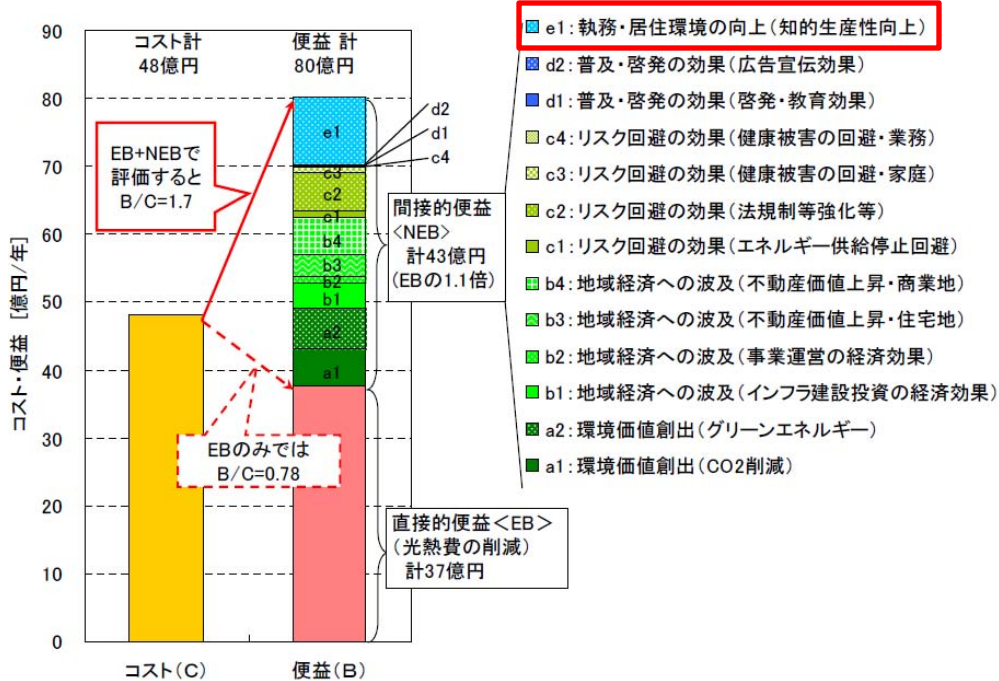 コスト・便益 [億円/年]
90
80
70
60
50
40
30
20
10
0
コスト計
48億円
便益 計
80億円
EB+NEBで
評価すると
B/C=1.7
EBのみでは
B/C=0.78
e1
d2
d1
c4
c3
c2
c1
b4
b3
b2
b1
a2
a1
間接的便益
<NEB>
計43億円
(EBの1.1倍)
直接的便益<EB>
(光熱費の削減)
計37億円
コスト(C)
便益(B)
e1:執務・居住環境の向上(知的生産性向上)
d2:普及・啓発の効果(広告宣伝効果)
d1:普及・啓発の効果(啓発・教育効果)
c4:リスク回避の効果(健康被害の回避・業務)
c3:リスク回避の効果(健康被害の回避・家庭)
c2:リスク回避の効果(法規制等強化等)
c1:リスク回避の効果(エネルギー供給停止回避)
b4:地域経済への波及(不動産価値上昇・商業地)
b3:地域経済への波及(不動産価値上昇・住宅地)
b2:地域経済への波及(事業運営の経済効果)
b1:地域経済への波及(インフラ建設投資の経済効果)
a2:環境価値創出(グリーンエネルギー)
a1:環境価値創出(CO2削減)